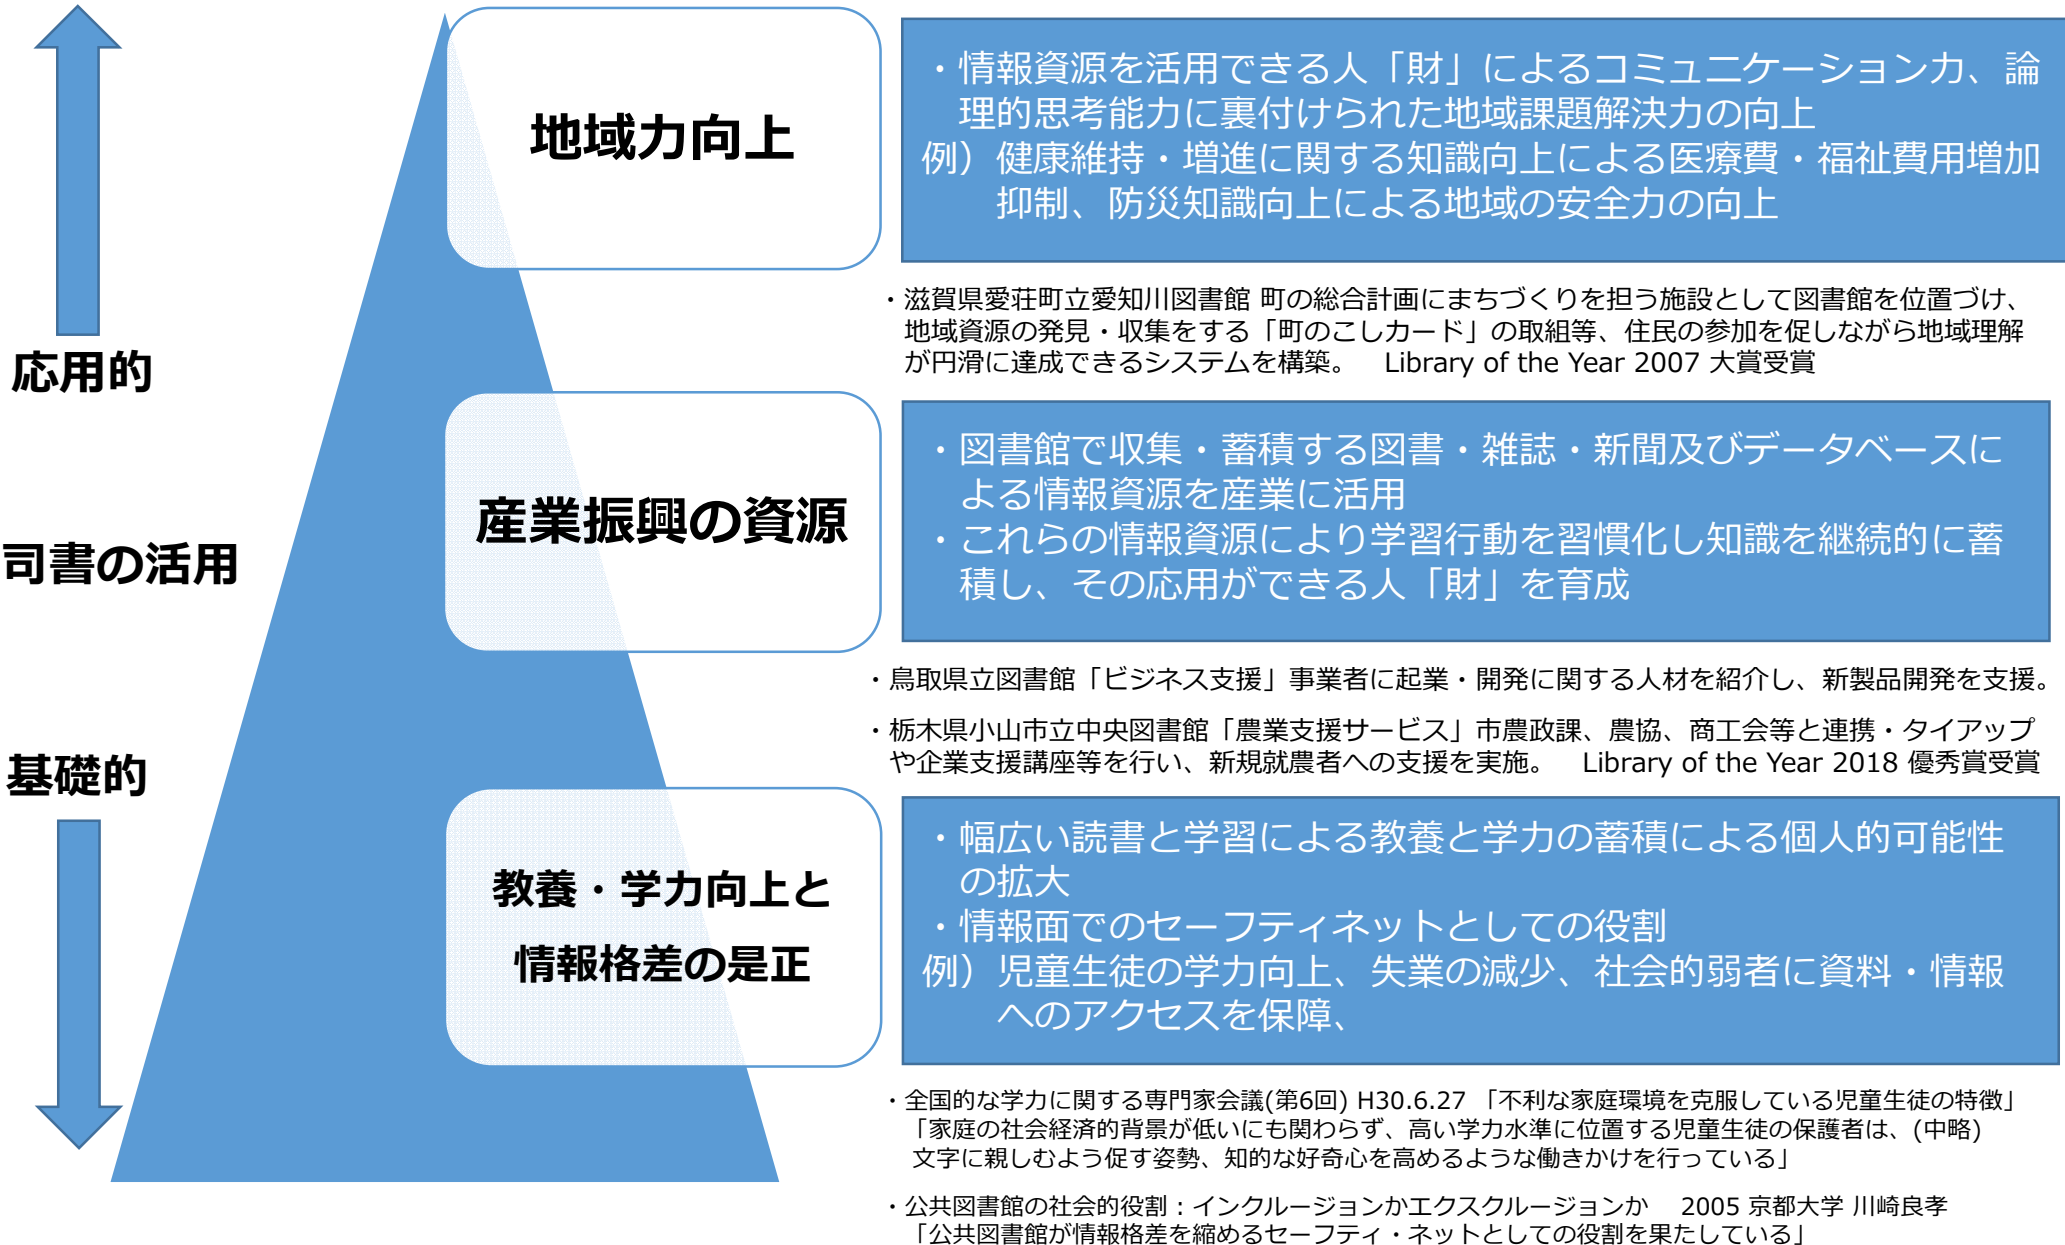 応用的
司書の活用
基礎的
地域力向上
・情報資源を活用できる人「財」によるコミュニケーション力、論
理的思考能力に裏付けられた地域課題解決力の向上
例）健康維持・増進に関する知識向上による医療費・福祉費用増加
抑制、防災知識向上による地域の安全力の向上
・滋賀県愛荘町立愛知川図書館 町の総合計画にまちづくりを担う施設として図書館を位置づけ、
地域資源の発見・収集をする「町のこしカード」の取組等、住民の参加を促しながら地域理解
が円滑に達成できるシステムを構築。 Library of the Year 2007 大賞受賞
産業振興の資源
・図書館で収集・蓄積する図書・雑誌・新聞及びデータベースに
よる情報資源を産業に活用
・これらの情報資源により学習行動を習慣化し知識を継続的に蓄
積し、その応用ができる人「財」を育成
・鳥取県立図書館「ビジネス支援」事業者に起業・開発に関する人材を紹介し、新製品開発を支援。
・栃木県小山市立中央図書館「農業支援サービス」市農政課、農協、商工会等と連携・タイアップ
や企業支援講座等を行い、新規就農者への支援を実施。 Library of the Year 2018 優秀賞受賞
教養・学力向上と
情報格差の是正
・幅広い読書と学習による教養と学力の蓄積による個人的可能性
の拡大
・情報面でのセーフティネットとしての役割
例）児童生徒の学力向上、失業の減少、社会的弱者に資料・情報
へのアクセスを保障、
・全国的な学力に関する専門家会議(第6回) H30.6.27 「不利な家庭環境を克服している児童生徒の特徴」
「家庭の社会経済的背景が低いにも関わらず、高い学力水準に位置する児童生徒の保護者は、(中略)
文字に親しむよう促す姿勢、知的な好奇心を高めるような働きかけを行っている」
・公共図書館の社会的役割：インクルージョンかエクスクルージョンか 2005 京都大学 川崎良孝
「公共図書館が情報格差を縮めるセーフティ・ネットとしての役割を果たしている」